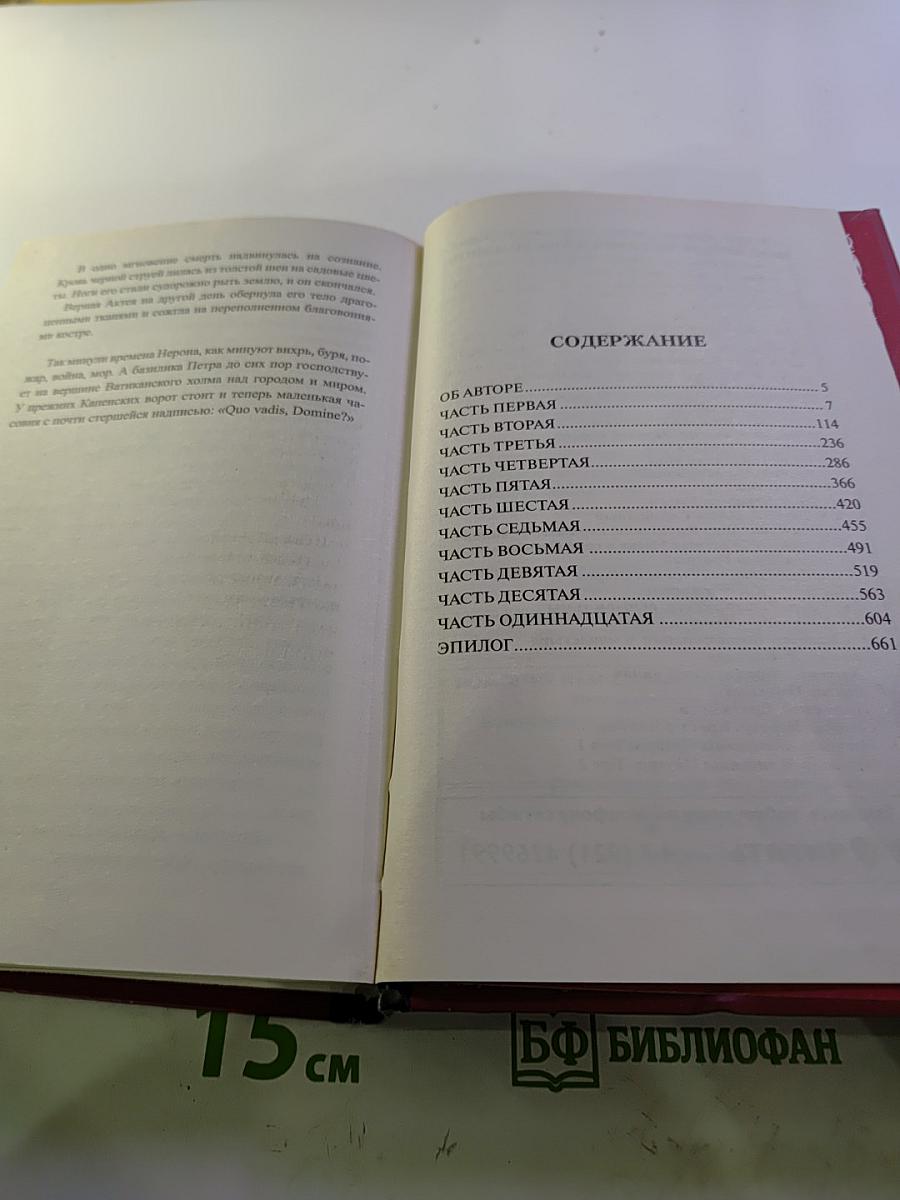 В одно мгновение смерть надвинулась на сознание.
Кровь черной струей лилась из толстой шеи на садовые цве-
ты. Ноги его стали судорожно рыть землю, и он скончался.
Верная Актея на другой день обернула его тело драго-
ценными тканями и сожгла на переполненном благовония-
ми костре.
Так минули времена Нерона, как минуют вихрь, буря, по-
жар, война, мор. А базилика Петра до сих пор господству-
ет на вершине Ватиканского холма над городом и миром.
У прежних Капенских ворот стоит и теперь маленькая ча-
совня с почти стершейся надписью: «Quo vadis, Domine?»
СОДЕРЖАНИЕ
ОБ АВТОРЕ 5
ЧАСТЬ ПЕРВАЯ 7
ЧАСТЬ ВТОРАЯ 114
ЧАСТЬ ТРЕТЬЯ 236
ЧАСТЬ ЧЕТВЕРТАЯ 286
ЧАСТЬ ПЯТАЯ 366
ЧАСТЬ ШЕСТАЯ 420
ЧАСТЬ СЕДЬМАЯ 455
ЧАСТЬ ВОСЬМАЯ 491
ЧАСТЬ ДЕВЯТАЯ 519
ЧАСТЬ ДЕСЯТАЯ 563
ЧАСТЬ ОДИННАДЦАТАЯ 604
ЭПИЛОГ 661
15 см
БФ БИБЛИОФАН